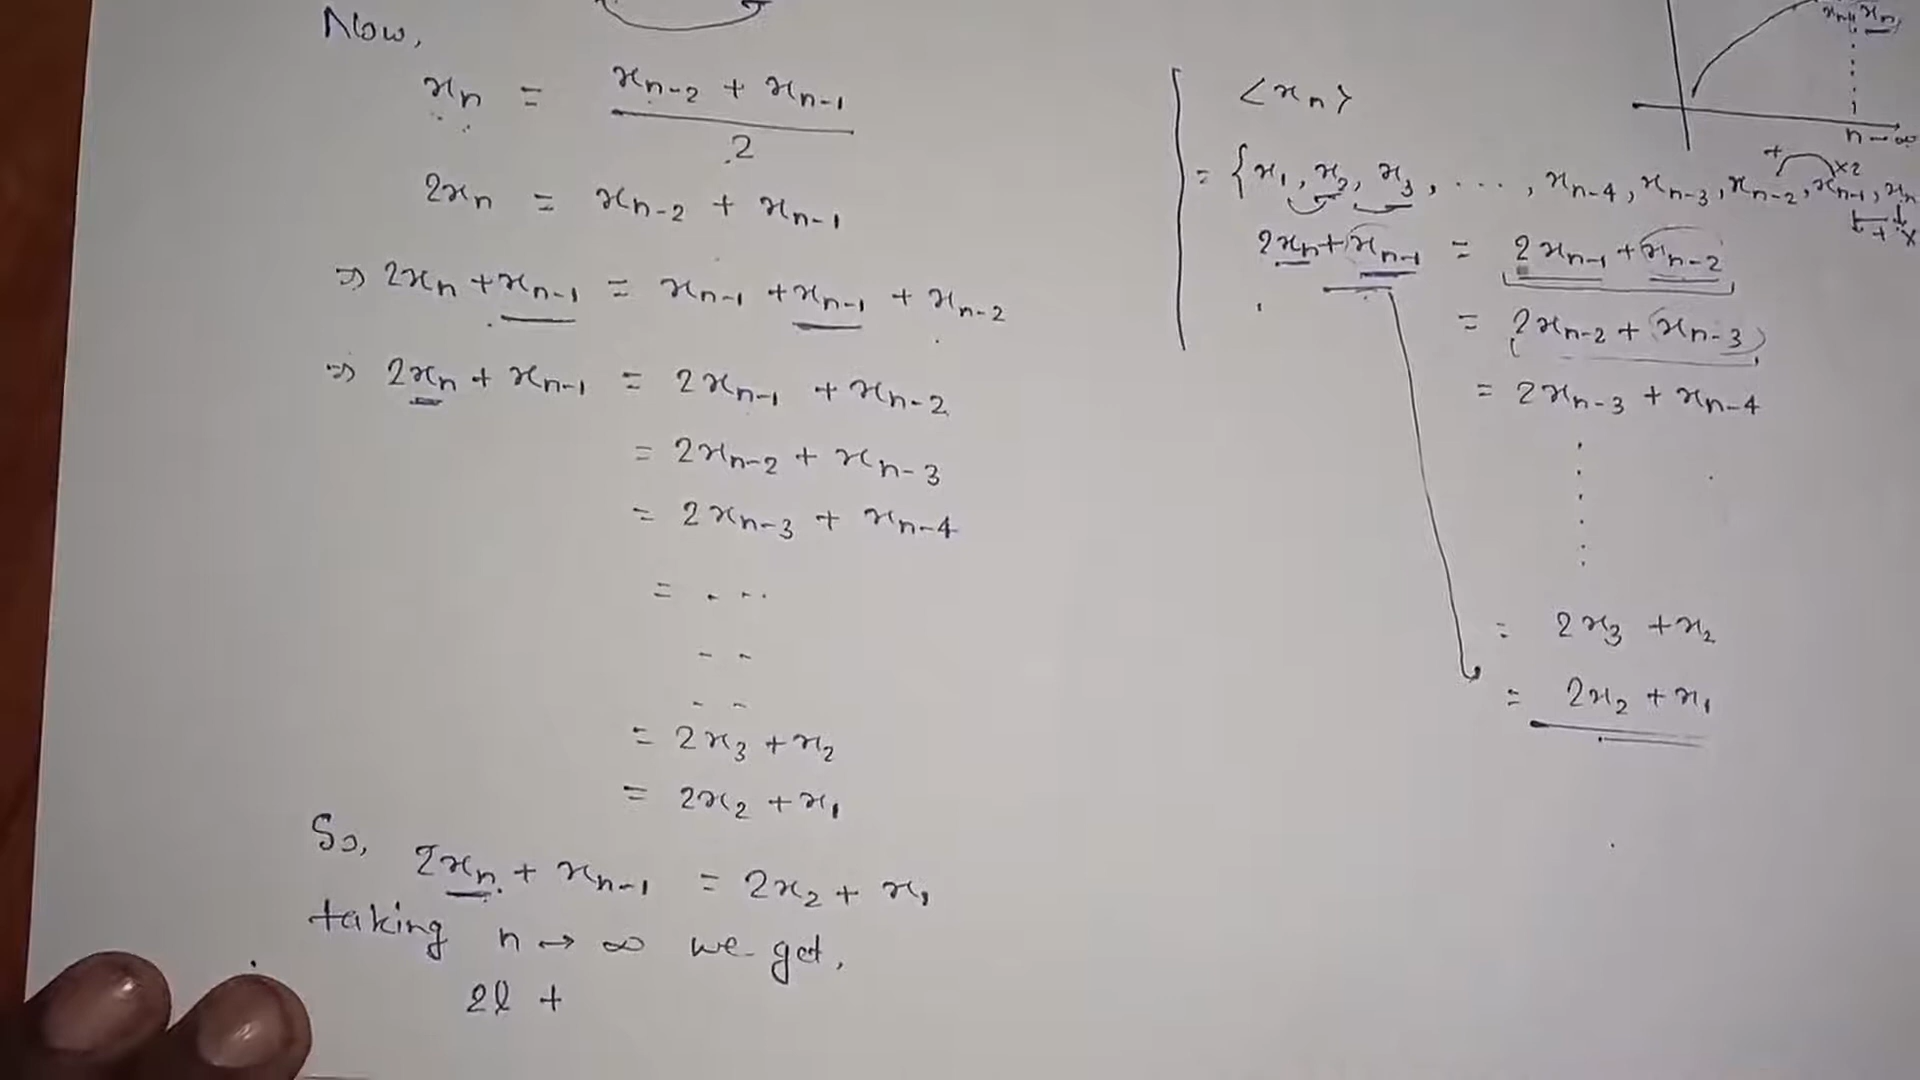 Now,
xₙ = (xₙ₋₂ + xₙ₋₁) / 2
2xₙ = xₙ₋₂ + xₙ₋₁
⇒ 2xₙ + xₙ₋₁ = xₙ₋₁ + xₙ₋₁ + xₙ₋₂
⇒ 2xₙ + xₙ₋₁ = 2xₙ₋₁ + xₙ₋₂
= 2xₙ₋₂ + xₙ₋₃
= 2xₙ₋₃ + xₙ₋₄
= . . .
- -
- -
= 2x₃ + x₂
= 2x₂ + x₁
So, 2xₙ + xₙ₋₁ = 2x₂ + x₁
taking n → ∞ we get,
2l +
<xₙ>
= {x₁, x₂, x₃, . . . , xₙ₋₄, xₙ₋₃, xₙ₋₂, xₙ₋₁, xₙ
+ ×2
2xₙ + xₙ₋₁ = 2xₙ₋₁ + xₙ₋₂
= 2xₙ₋₂ + xₙ₋₃
= 2xₙ₋₃ + xₙ₋₄
. . . . .
= 2x₃ + x₂
= 2x₂ + x₁
xₙ₋₁ xₙ
n → ∞